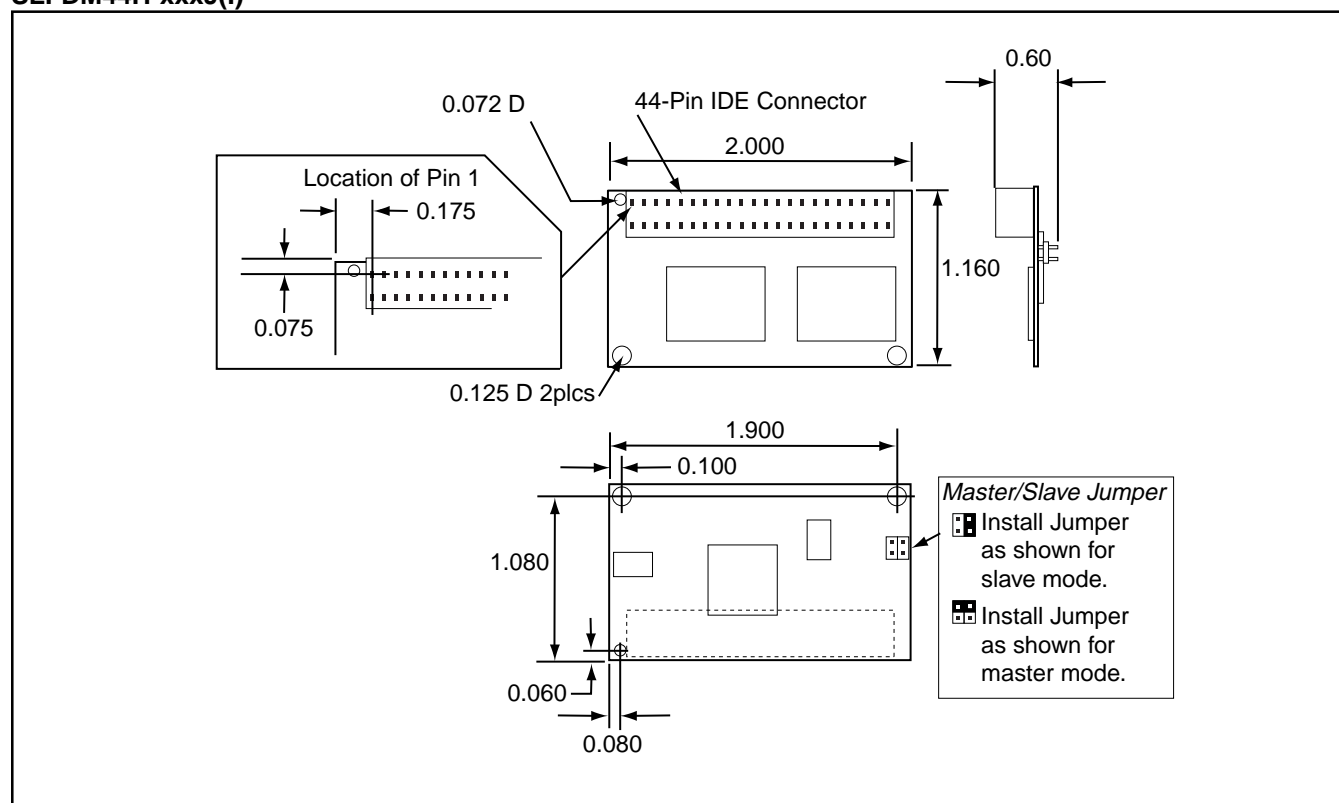 0.60
0.072 D
44-Pin IDE Connector
2.000
Location of Pin 1
0.175
1.160
0.075
0.125 D 2plcs
1.900
0.100
Master/Slave Jumper
Install Jumper
as shown for
slave mode.
1.080
Install Jumper
as shown for
master mode.
0.060
0.080